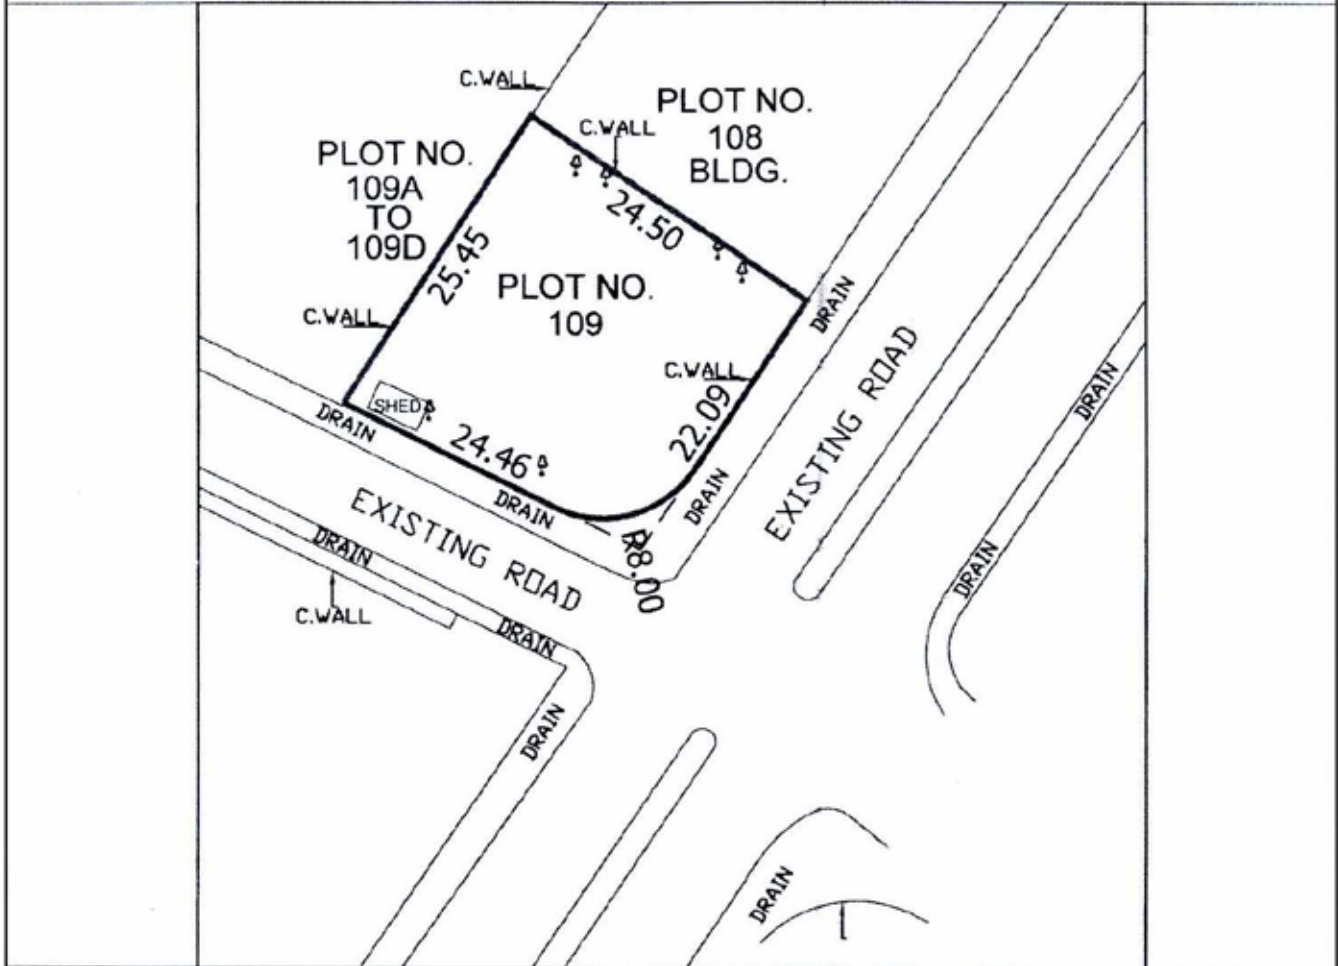 C.WALL
PLOT NO.
108
BLDG.
C.WALL
PLOT NO.
109A
TO
109D
24.50
25.45
PLOT NO.
109
C.WALL
DRAIN
C.WALL
EXISTING ROAD
DRAIN
SHED
22.09
DRAIN
24.46
DRAIN
DRAIN
EXISTING ROAD
R8.00
DRAIN
DRAIN
C.WALL
DRAIN
DRAIN
DRAIN